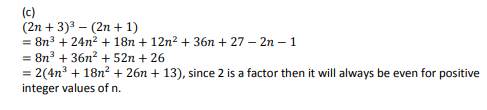 (c)
(2n + 3)³ – (2n + 1)
= 8n³ + 24n² + 18n + 12n² + 36n + 27 – 2n – 1
= 8n³ + 36n² + 52n + 26
= 2(4n³ + 18n² + 26n + 13), since 2 is a factor then it will always be even for positive
integer values of n.